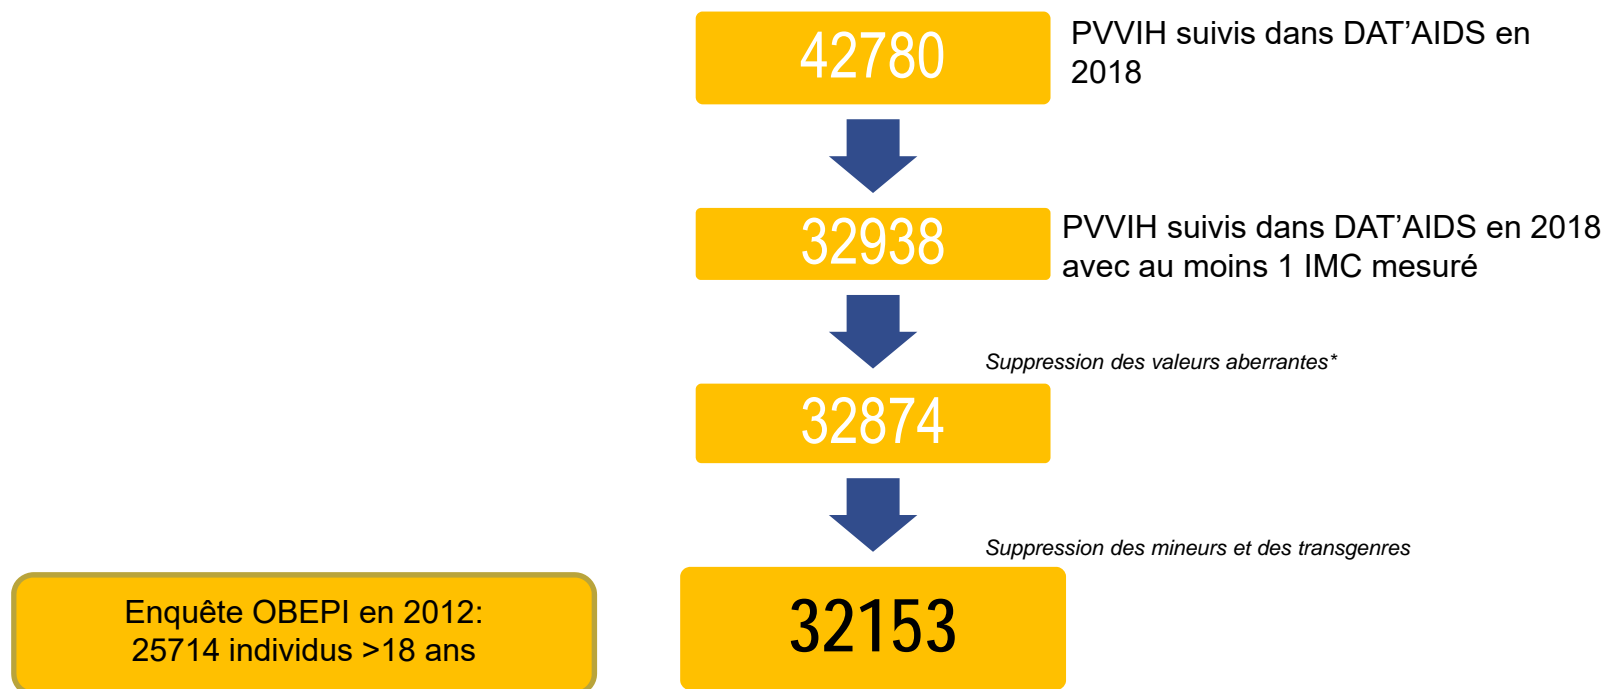 42780
PVVIH suivis dans DAT’AIDS en
2018
32938
PVVIH suivis dans DAT’AIDS en 2018
avec au moins 1 IMC mesuré
Suppression des valeurs aberrantes*
32874
Suppression des mineurs et des transgenres
Enquête OBEPI en 2012:
25714 individus >18 ans
32153